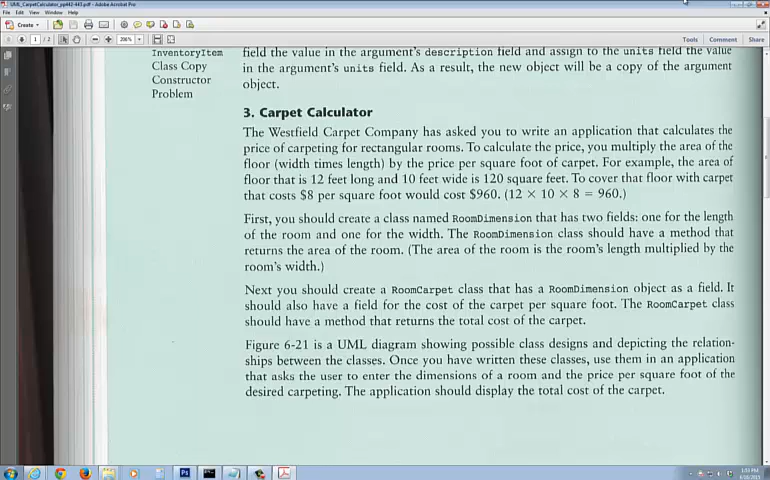 UML_CarpetCalculator_pp442-443.pdf - Adobe Acrobat Pro
File Edit View Window Help
Create
1 / 2
200%
Tools Comment Share
InventoryItem
Class Copy
Constructor
Problem
field the value in the argument's description field and assign to the units field the value
in the argument's units field. As a result, the new object will be a copy of the argument
object.
3. Carpet Calculator
The Westfield Carpet Company has asked you to write an application that calculates the
price of carpeting for rectangular rooms. To calculate the price, you multiply the area of the
floor (width times length) by the price per square foot of carpet. For example, the area of
floor that is 12 feet long and 10 feet wide is 120 square feet. To cover that floor with carpet
that costs $8 per square foot would cost $960. (12 × 10 × 8 = 960.)
First, you should create a class named RoomDimension that has two fields: one for the length
of the room and one for the width. The RoomDimension class should have a method that
returns the area of the room. (The area of the room is the room's length multiplied by the
room's width.)
Next you should create a RoomCarpet class that has a RoomDimension object as a field. It
should also have a field for the cost of the carpet per square foot. The RoomCarpet class
should have a method that returns the total cost of the carpet.
Figure 6-21 is a UML diagram showing possible class designs and depicting the relation-
ships between the classes. Once you have written these classes, use them in an application
that asks the user to enter the dimensions of a room and the price per square foot of the
desired carpeting. The application should display the total cost of the carpet.